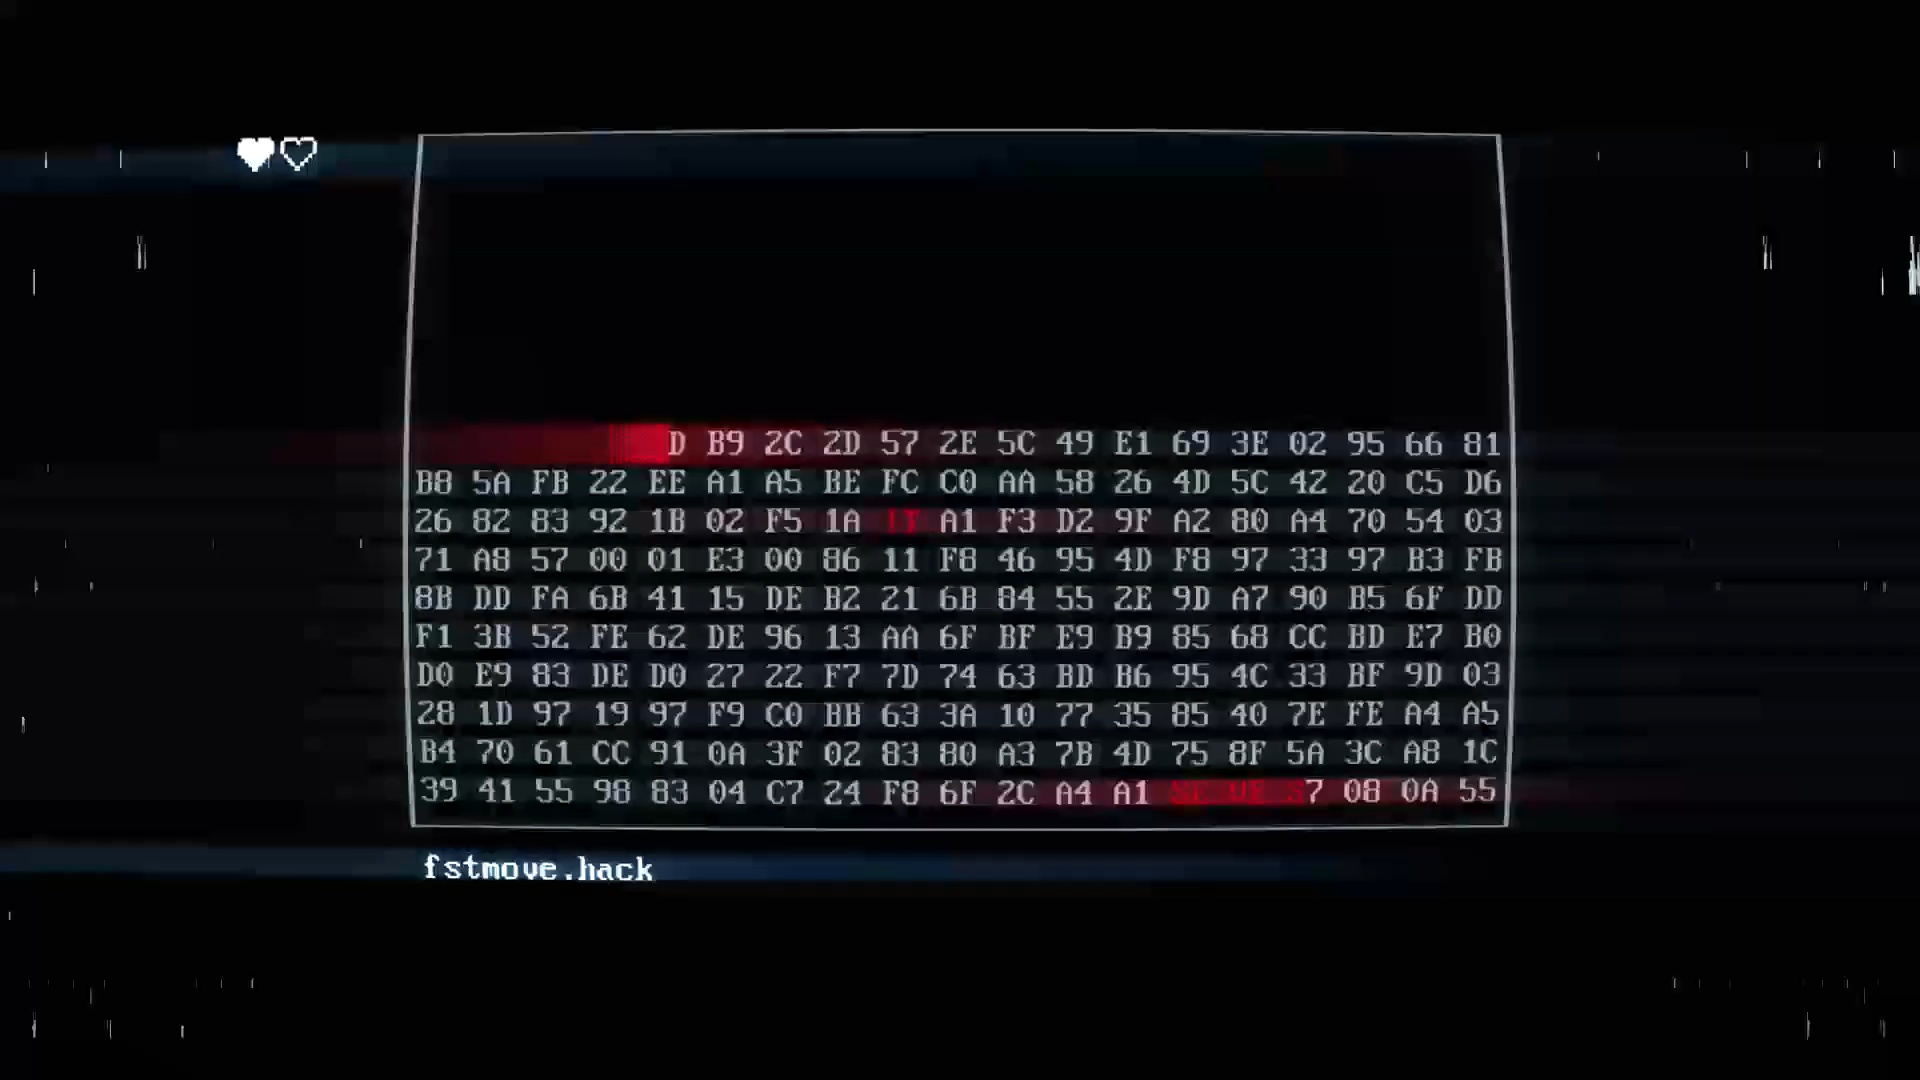 D B9 2C 2D 57 2E 5C 49 E1 69 3E 02 95 66 81
B8 5A FB 22 EE A1 A5 BE FC C0 AA 58 26 4D 5C 42 20 C5 D6
26 82 83 92 1B 02 F5 1A A1 F3 D2 9F A2 80 A4 70 54 03
71 A8 57 00 01 E3 00 86 11 F8 46 95 4D F8 97 33 97 B3 FB
8B DD FA 6B 41 15 DE B2 21 6B 84 55 2E 9D A7 90 B5 6F DD
F1 3B 52 FE 62 DE 96 13 AA 6F BF E9 B9 85 68 CC BD E7 B0
D0 E9 83 DE D0 27 22 F7 7D 74 63 BD B6 95 4C 33 BF 9D 03
28 1D 97 19 97 F9 C0 BB 63 3A 10 77 35 85 40 7E FE A4 A5
B4 70 61 CC 91 0A 3F 02 83 80 A3 7B 4D 75 8F 5A 3C A8 1C
39 41 55 98 83 04 C7 24 F8 6F 2C A4 A1 7 08 0A 55
fstmove.hack